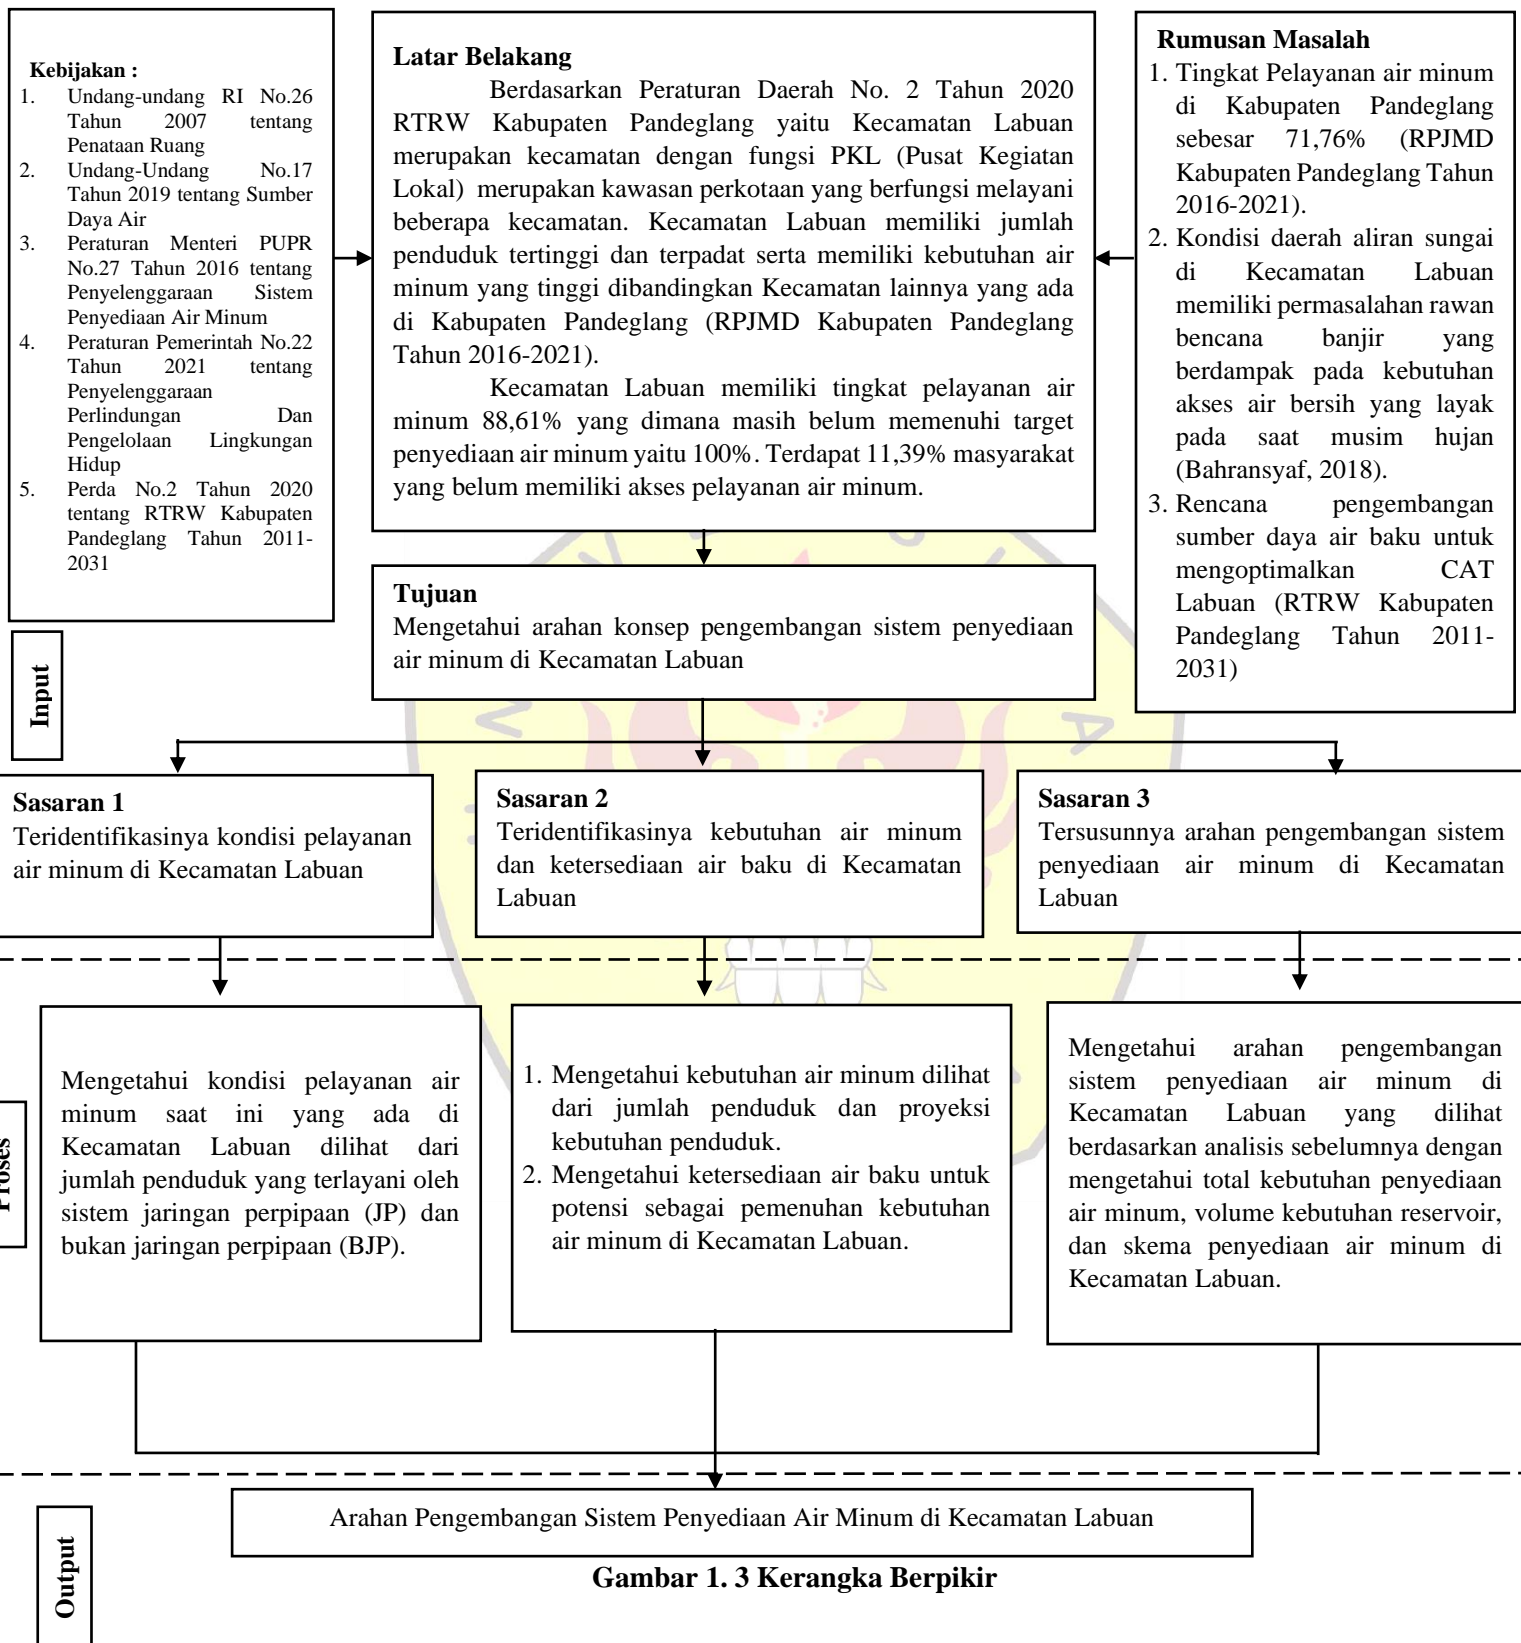 Kebijakan :
1. Undang-undang RI No.26
Tahun 2007 tentang
Penataan Ruang
2. Undang-Undang No.17
Tahun 2019 tentang Sumber
Daya Air
3. Peraturan Menteri PUPR
No.27 Tahun 2016 tentang
Penyelenggaraan Sistem
Penyediaan Air Minum
4. Peraturan Pemerintah No.22
Tahun 2021 tentang
Penyelenggaraan
Perlindungan Dan
Pengelolaan Lingkungan
Hidup
5. Perda No.2 Tahun 2020
tentang RTRW Kabupaten
Pandeglang Tahun 2011-
2031
Latar Belakang
Berdasarkan Peraturan Daerah No. 2 Tahun 2020
RTRW Kabupaten Pandeglang yaitu Kecamatan Labuan
merupakan kecamatan dengan fungsi PKL (Pusat Kegiatan
Lokal) merupakan kawasan perkotaan yang berfungsi melayani
beberapa kecamatan. Kecamatan Labuan memiliki jumlah
penduduk tertinggi dan terpadat serta memiliki kebutuhan air
minum yang tinggi dibandingkan Kecamatan lainnya yang ada
di Kabupaten Pandeglang (RPJMD Kabupaten Pandeglang
Tahun 2016-2021).
Kecamatan Labuan memiliki tingkat pelayanan air
minum 88,61% yang dimana masih belum memenuhi target
penyediaan air minum yaitu 100%. Terdapat 11,39% masyarakat
yang belum memiliki akses pelayanan air minum.
Rumusan Masalah
1. Tingkat Pelayanan air minum
di Kabupaten Pandeglang
sebesar 71,76% (RPJMD
Kabupaten Pandeglang Tahun
2016-2021).
2. Kondisi daerah aliran sungai
di Kecamatan Labuan
memiliki permasalahan rawan
bencana banjir yang
berdampak pada kebutuhan
akses air bersih yang layak
pada saat musim hujan
(Bahransyaf, 2018).
3. Rencana pengembangan
sumber daya air baku untuk
mengoptimalkan CAT
Labuan (RTRW Kabupaten
Pandeglang Tahun 2011-
2031)
Tujuan
Mengetahui arahan konsep pengembangan sistem penyediaan
air minum di Kecamatan Labuan
Input
Sasaran 1
Teridentifikasinya kondisi pelayanan
air minum di Kecamatan Labuan
Sasaran 2
Teridentifikasinya kebutuhan air minum
dan ketersediaan air baku di Kecamatan
Labuan
Sasaran 3
Tersusunnya arahan pengembangan sistem
penyediaan air minum di Kecamatan
Labuan
Proses
Mengetahui kondisi pelayanan air
minum saat ini yang ada di
Kecamatan Labuan dilihat dari
jumlah penduduk yang terlayani oleh
sistem jaringan perpipaan (JP) dan
bukan jaringan perpipaan (BJP).
1. Mengetahui kebutuhan air minum dilihat
dari jumlah penduduk dan proyeksi
kebutuhan penduduk.
2. Mengetahui ketersediaan air baku untuk
potensi sebagai pemenuhan kebutuhan
air minum di Kecamatan Labuan.
Mengetahui arahan pengembangan
sistem penyediaan air minum di
Kecamatan Labuan yang dilihat
berdasarkan analisis sebelumnya dengan
mengetahui total kebutuhan penyediaan
air minum, volume kebutuhan reservoir,
dan skema penyediaan air minum di
Kecamatan Labuan.
Output
Arahan Pengembangan Sistem Penyediaan Air Minum di Kecamatan Labuan
Gambar 1. 3 Kerangka Berpikir